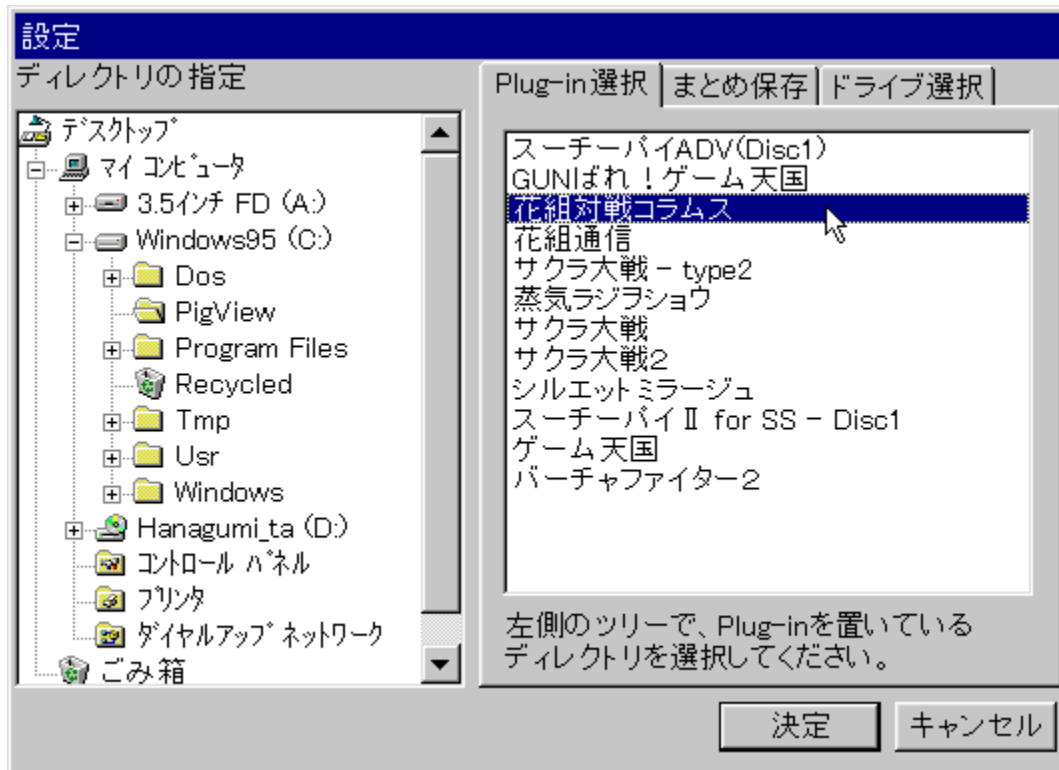 設定
ディレクトリの指定
デスクトップ
マイ コンピュータ
3.5インチ FD (A:)
Windows95 (C:)
Dos
PigView
Program Files
Recycled
Tmp
Usr
Windows
Hanagumi_ta (D:)
コントロール パネル
プリンタ
ダイヤルアップ ネットワーク
ごみ箱
Plug-in選択
まとめ保存
ドライブ選択
スーチーパイADV(Disc1)
GUNばれ!ゲーム天国
花組対戦コラムス
花組通信
サクラ大戦 - type2
蒸気ラジヲショウ
サクラ大戦
サクラ大戦2
シルエットミラージュ
スーチーパイⅡ for SS - Disc1
ゲーム天国
バーチャファイター2
左側のツリーで、Plug-inを置いている
ディレクトリを選択してください。
決定
キャンセル